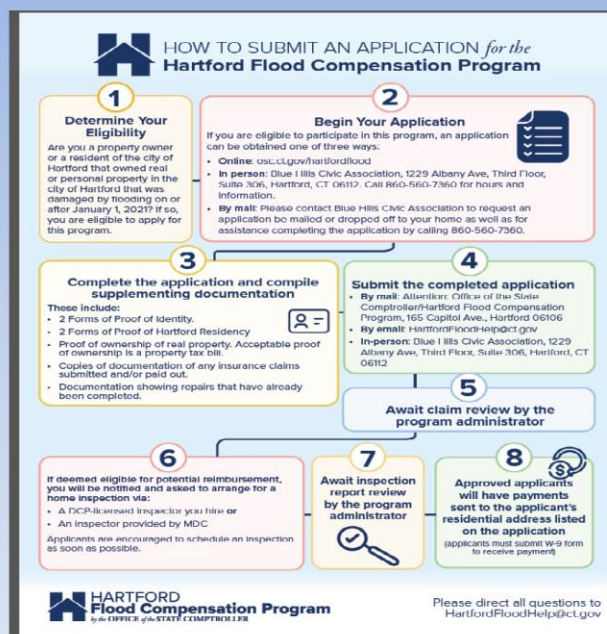 HOW TO SUBMIT AN APPLICATION for the
Hartford Flood Compensation Program
1
Determine Your
Eligibility
Are you a property owner
or a resident of the city of
Hartford that owned real
or personal property in the
city of Hartford that was
damaged by flooding on or
after January 1, 2021? If so,
you are eligible to apply for
this program.
2
Begin Your Application
If you are eligible to participate in this program, an application
can be obtained one of three ways:
• Online: osc.ct.gov/hartfordflood
• In person: Blue Hills Civic Association, 1229 Albany Ave, Third Floor,
Suite 306, Hartford, CT 06112. Call 860-560-7360 for hours and
information.
• By mail: Please contact Blue Hills Civic Association to request an
application be mailed or dropped off to your home as well as for
assistance completing the application by calling 860-560-7360.
3
Complete the application and compile
supplementing documentation
These include:
• 2 Forms of Proof of Identity.
• 2 Forms of Proof of Hartford Residency
• Proof of ownership of real property. Acceptable proof
of ownership is a property tax bill.
• Copies of documentation of any insurance claims
submitted and/or paid out.
• Documentation showing repairs that have already
been completed.
4
Submit the completed application
• By mail: Attention: Office of the State
Comptroller/Hartford Flood Compensation
Program, 165 Capitol Ave., Hartford 06106
• By email: HartfordFloodHelp@ct.gov
• In-person: Blue Hills Civic Association, 1229
Albany Ave, Third Floor, Suite 306, Hartford, CT
06112
5
Await claim review by the
program administrator
6
If deemed eligible for potential reimbursement,
you will be notified and asked to arrange for a
home inspection via:
• A DCP-licensed inspector you hire or
• An inspector provided by MDC
Applicants are encouraged to schedule an inspection
as soon as possible.
7
Await inspection
report review
by the program
administrator
8
$
Approved applicants
will have payments
sent to the applicant's
residential address listed
on the application
(applicants must submit W-9 form
to receive payment)
HARTFORD
Flood Compensation Program
by the OFFICE of the STATE COMPTROLLER
Please direct all questions to
HartfordFloodHelp@ct.gov